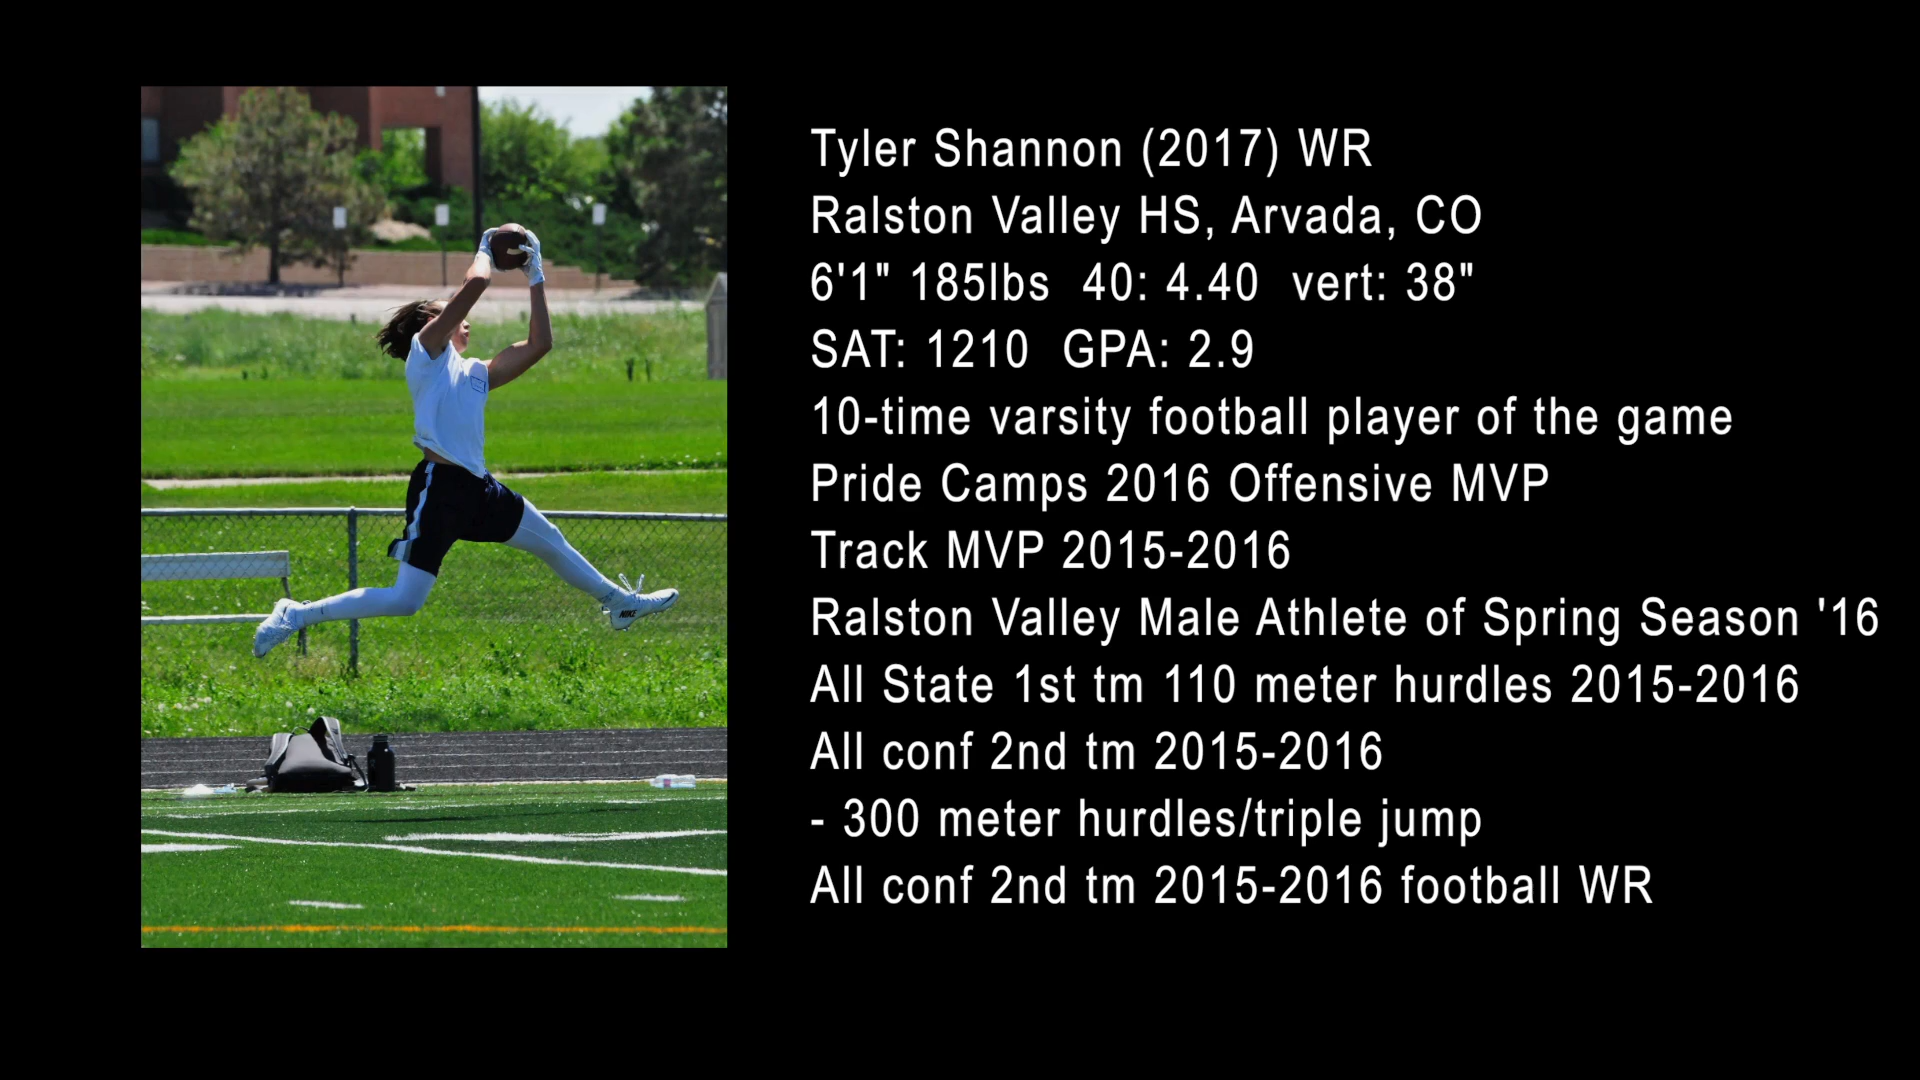 Tyler Shannon (2017) WR
Ralston Valley HS, Arvada, CO
6'1" 185lbs  40: 4.40  vert: 38"
SAT: 1210  GPA: 2.9
10-time varsity football player of the game
Pride Camps 2016 Offensive MVP
Track MVP 2015-2016
Ralston Valley Male Athlete of Spring Season '16
All State 1st tm 110 meter hurdles 2015-2016
All conf 2nd tm 2015-2016
- 300 meter hurdles/triple jump
All conf 2nd tm 2015-2016 football WR
NIKE